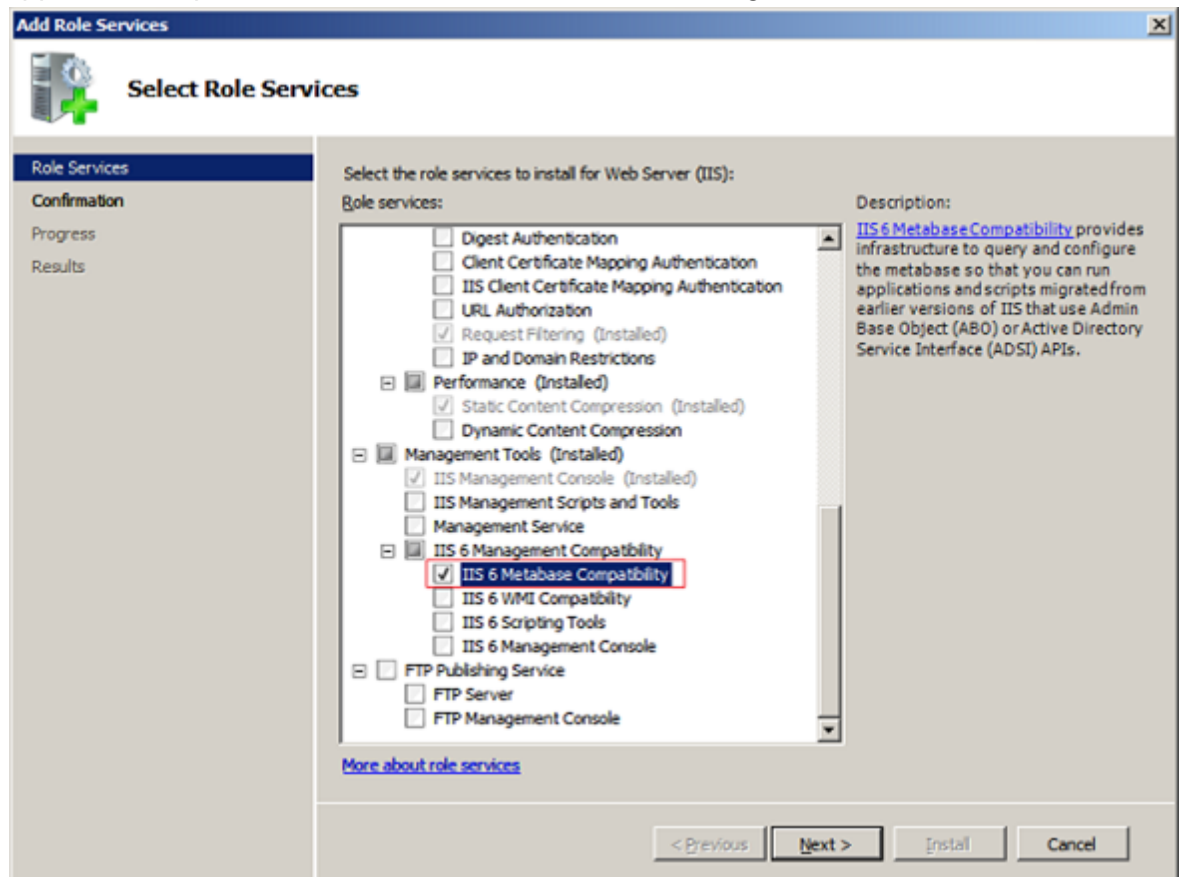 Add Role Services
Select Role Services
Role Services
Confirmation
Progress
Results
Select the role services to install for Web Server (IIS):
Role services:
Digest Authentication
Client Certificate Mapping Authentication
IIS Client Certificate Mapping Authentication
URL Authorization
Request Filtering (Installed)
IP and Domain Restrictions
Performance (Installed)
Static Content Compression (Installed)
Dynamic Content Compression
Management Tools (Installed)
IIS Management Console (Installed)
IIS Management Scripts and Tools
Management Service
IIS 6 Management Compatibility
IIS 6 Metabase Compatibility
IIS 6 WMI Compatibility
IIS 6 Scripting Tools
IIS 6 Management Console
FTP Publishing Service
FTP Server
FTP Management Console
More about role services
Description:
IIS 6 Metabase Compatibility provides
infrastructure to query and configure
the metabase so that you can run
applications and scripts migrated from
earlier versions of IIS that use Admin
Base Object (ABO) or Active Directory
Service Interface (ADSI) APIs.
< Previous
Next >
Install
Cancel